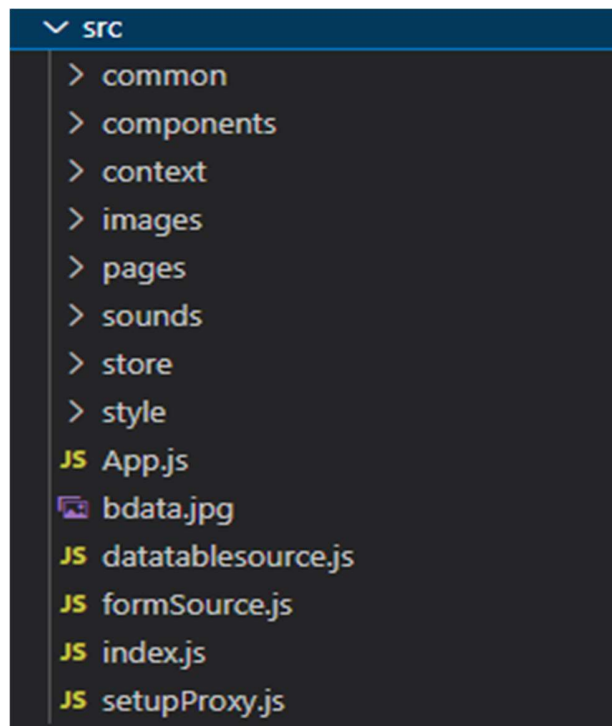 src
common
components
context
images
pages
sounds
store
style
JS App.js
bdata.jpg
JS datatablesource.js
JS formSource.js
JS index.js
JS setupProxy.js